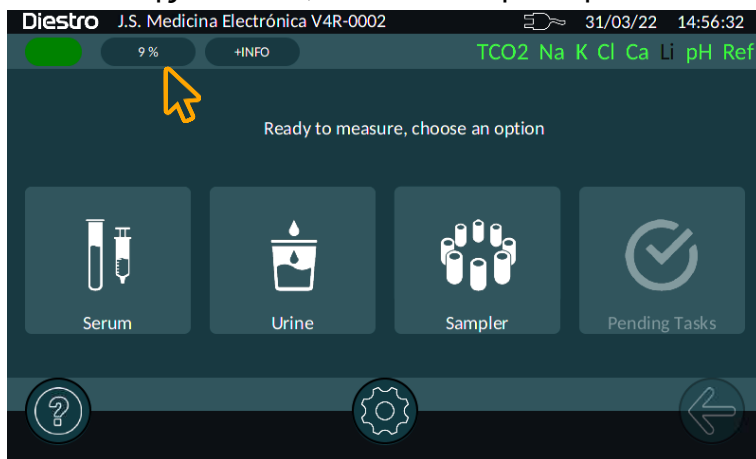 Diestro J.S. Medicina Electrónica V4R-0002 31/03/22 14:56:32
9 % +INFO TCO2 Na K Cl Ca Li pH Ref
Ready to measure, choose an option
Serum Urine Sampler Pending Tasks
?